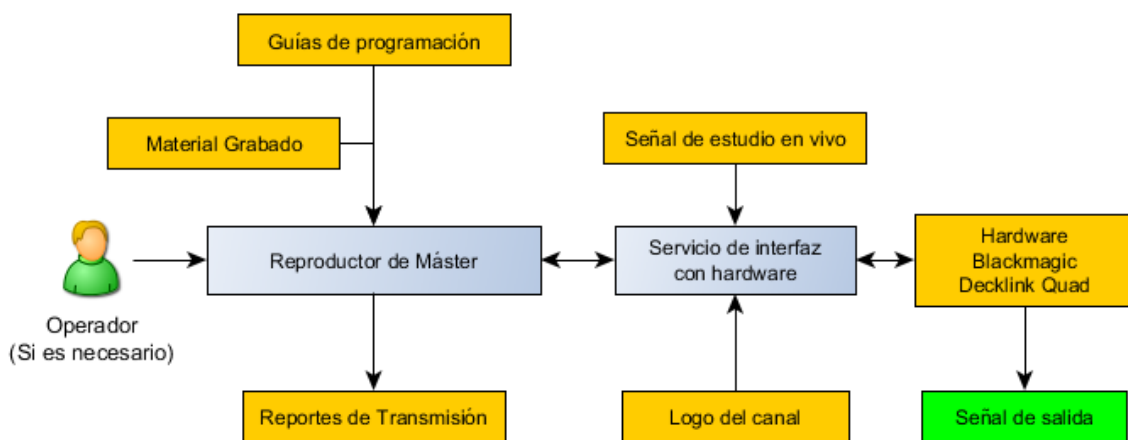 Guías de programación
Material Grabado
Señal de estudio en vivo
Reproductor de Máster
Servicio de interfaz
con hardware
Hardware
Blackmagic
Decklink Quad
Operador
(Si es necesario)
Reportes de Transmisión
Logo del canal
Señal de salida